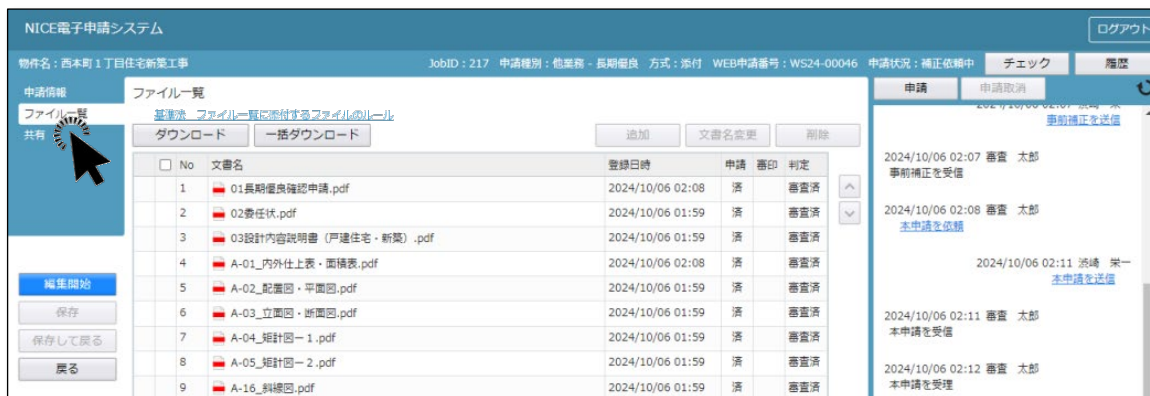 NICE電子申請システム
ログアウト
物件名：西本町１丁目住宅新築工事
JobID：217 申請種別：他業務 - 長期優良 方式：添付 WEB申請番号：WS24-00046 申請状況：補正依頼中
チェック
履歴
申請情報
ファイル一覧
共有
編集開始
保存
保存して戻る
戻る
ファイル一覧
基準法 ファイル一覧に添付するファイルのルール
ダウンロード 一括ダウンロード 追加 文書名変更 削除
No 文書名 登録日時 申請 審印 判定
1 01長期優良確認申請.pdf 2024/10/06 02:08 済 審査済
2 02委任状.pdf 2024/10/06 01:59 済 審査済
3 03設計内容説明書（戸建住宅・新築）.pdf 2024/10/06 01:59 済 審査済
4 A-01_内外仕上表・面積表.pdf 2024/10/06 02:08 済 審査済
5 A-02_配置図・平面図.pdf 2024/10/06 01:59 済 審査済
6 A-03_立面図・断面図.pdf 2024/10/06 01:59 済 審査済
7 A-04_矩計図ー１.pdf 2024/10/06 01:59 済 審査済
8 A-05_矩計図ー２.pdf 2024/10/06 01:59 済 審査済
9 A-16_斜線図.pdf 2024/10/06 01:59 済 審査済
申請 申請取消
事前補正を送信
2024/10/06 02:07 審査 太郎
事前補正を受信
2024/10/06 02:08 審査 太郎
本申請を依頼
2024/10/06 02:11 浜崎 栄一
本申請を送信
2024/10/06 02:11 審査 太郎
本申請を受信
2024/10/06 02:12 審査 太郎
本申請を受理